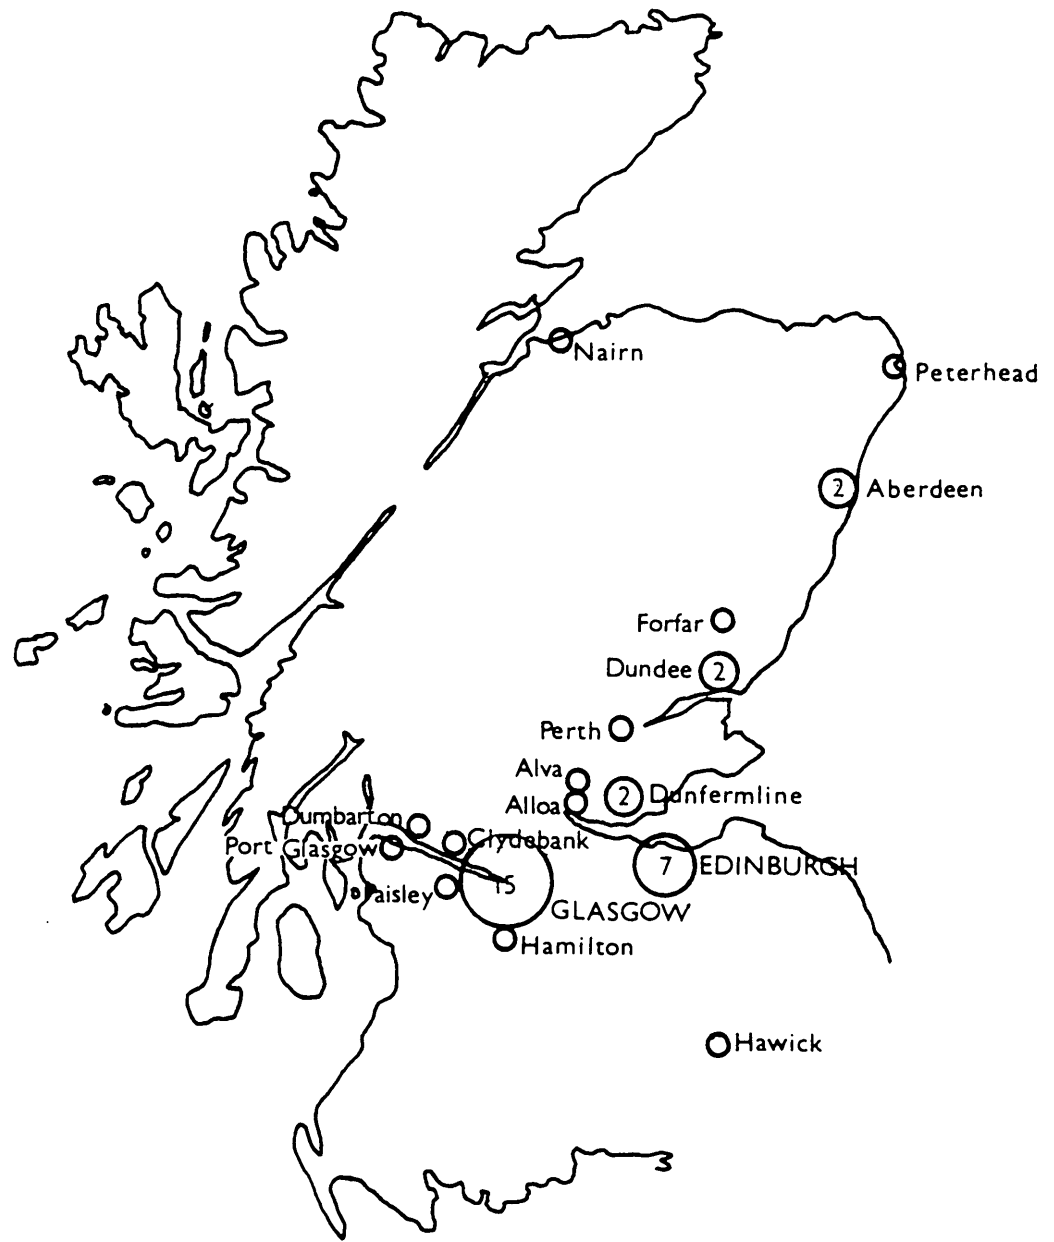 Nairn
Peterhead
2 Aberdeen
Forfar
Dundee 2
Perth
Alva
Alloa
2 Dunfermline
Dumbarton
Clydebank
Port Glasgow
7 EDINBURGH
15
Paisley
GLASGOW
Hamilton
Hawick